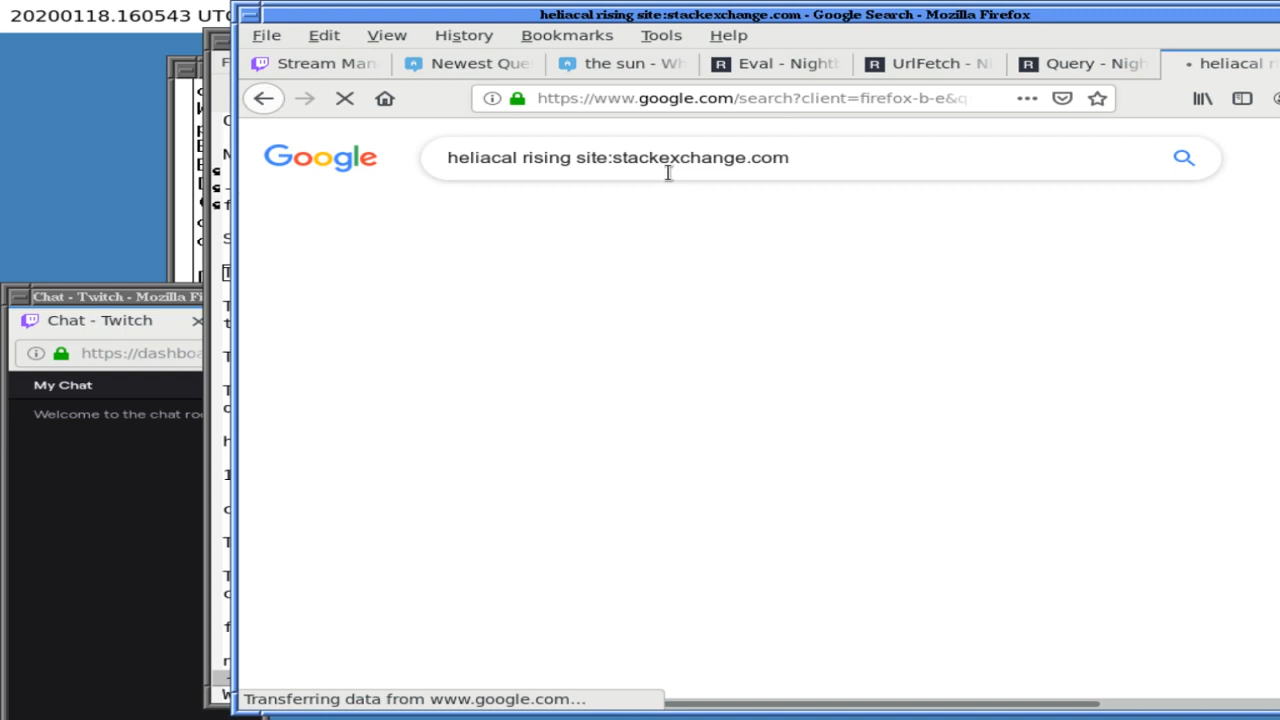 20200118.160543 UTC
heliacal rising site:stackexchange.com - Google Search - Mozilla Firefox
File Edit View History Bookmarks Tools Help
Stream Man
Newest Que
the sun - Wh
Eval - Night
UrlFetch - Ni
Query - Nigh
heliacal r
https://www.google.com/search?client=firefox-b-e&q
Google
heliacal rising site:stackexchange.com
Chat - Twitch - Mozilla Fi
Chat - Twitch
https://dashboa
My Chat
Welcome to the chat roo
Transferring data from www.google.com...